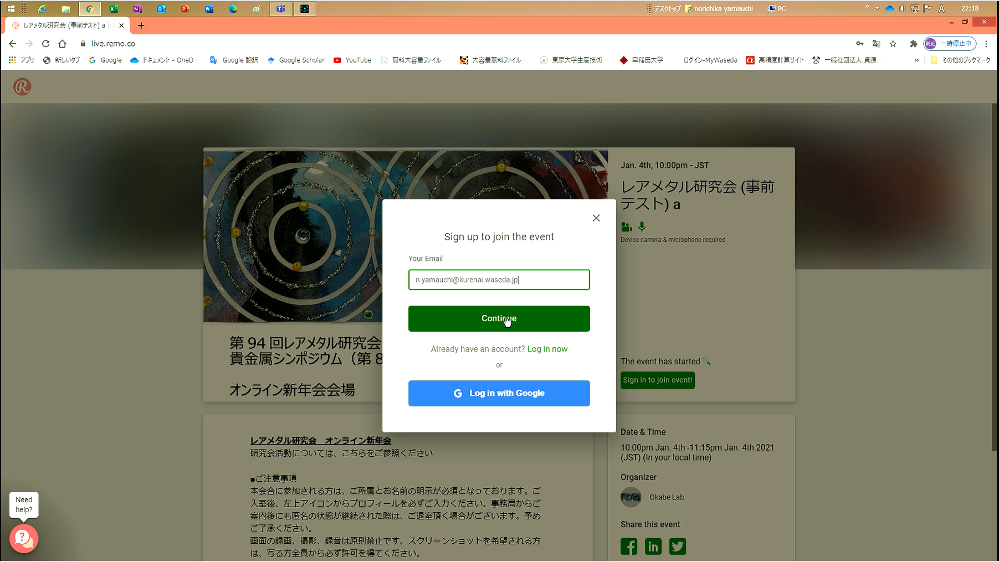 デスクトップ norichika yamauchi PC A 22:18
レアメタル研究会 (事前テスト) a |
live.remo.co
則近 一時停止中
アプリ 新しいタブ Google ドキュメント - OneD… Google 翻訳 Google Scholar YouTube 無料大容量ファイル… 大容量無料ファイル… 東京大学生産技術… 早稲田大学 ログイン-MyWaseda 高精度計算サイト 一般社団法人 資源… » その他のブックマーク
Jan. 4th, 10:00pm - JST
レアメタル研究会 (事前
テスト) a
Device camera & microphone required
The event has started
Sign in to join event!
Sign up to join the event
Your Email
n.yamauchi@kurenai.waseda.jp
Continue
Already have an account? Log in now
or
G Log in with Google
第 94 回レアメタル研究会
貴金属シンポジウム（第 8
オンライン新年会会場
レアメタル研究会　オンライン新年会
研究会活動については、こちらをご参照ください
■ご注意事項
本会合に参加される方は、ご所属とお名前の明示が必須となっております。ご
入室後、左上アイコンからプロフィールを必ずご入力ください。事務局からご
案内後にも匿名の状態が継続された際は、ご退室頂く場合がございます。予め
ご了承ください。
画面の録画、撮影、録音は原則禁止です。スクリーンショットを希望される方
は、写る方全員から必ず許可を得てください。
Date & Time
10:00pm Jan. 4th -11:15pm Jan. 4th 2021
(JST) (In your local time)
Organizer
Okabe Lab.
Share this event
Need
help?